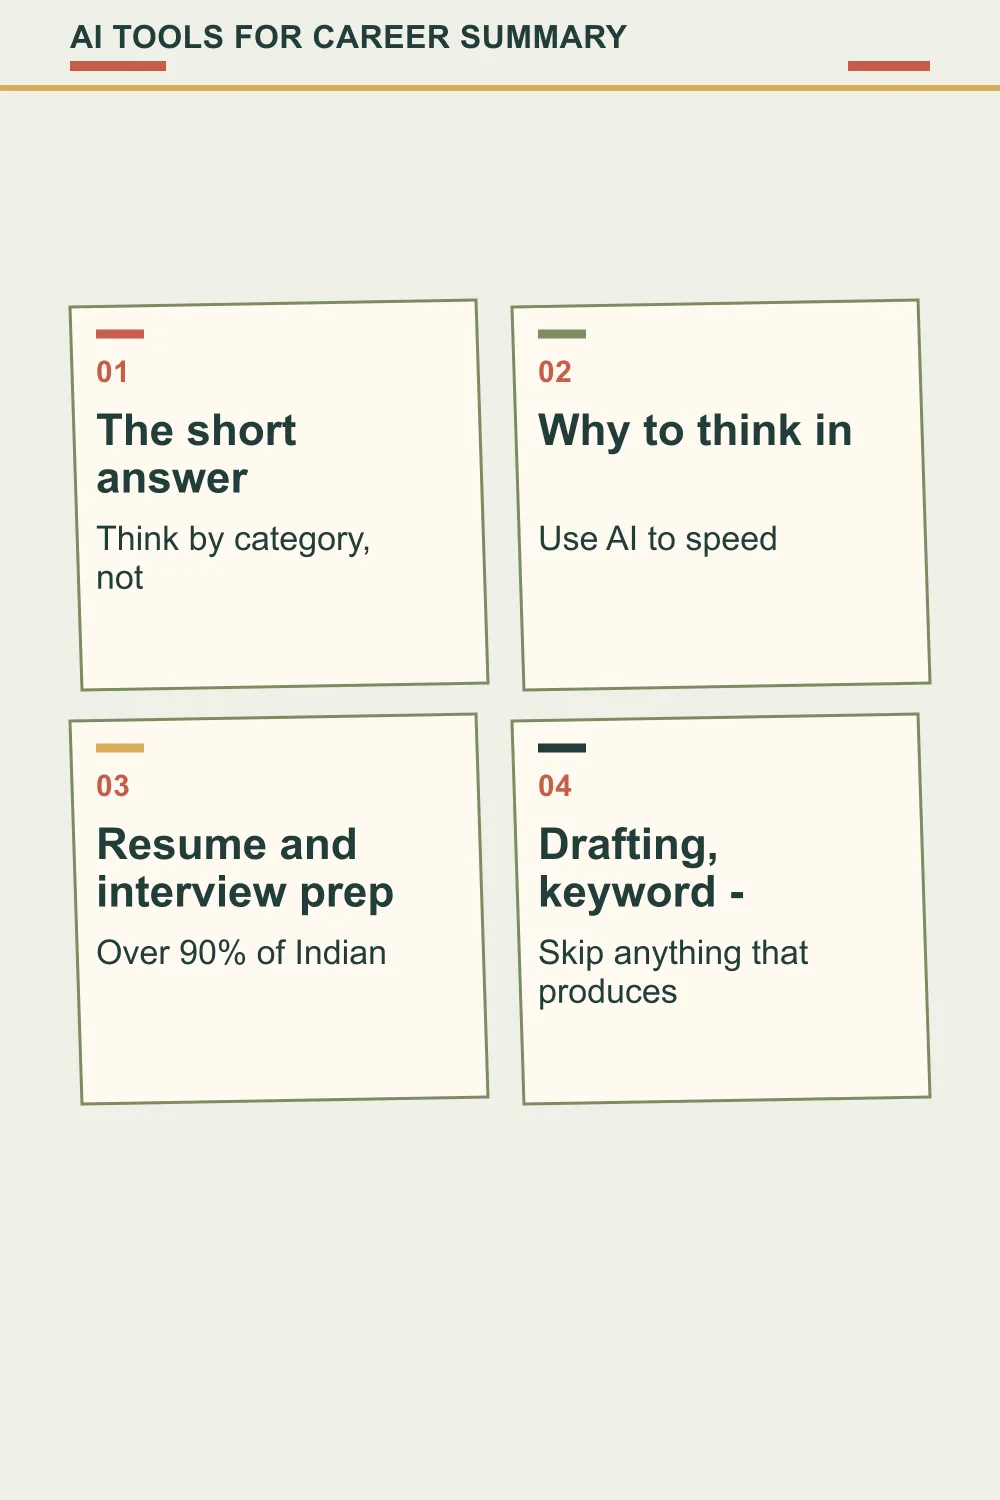 AI TOOLS FOR CAREER SUMMARY
01
The short
answer
Think by category,
not
02
Why to think in
Use AI to speed
03
Resume and
interview prep
Over 90% of Indian
04
Drafting,
keyword -
Skip anything that
produces